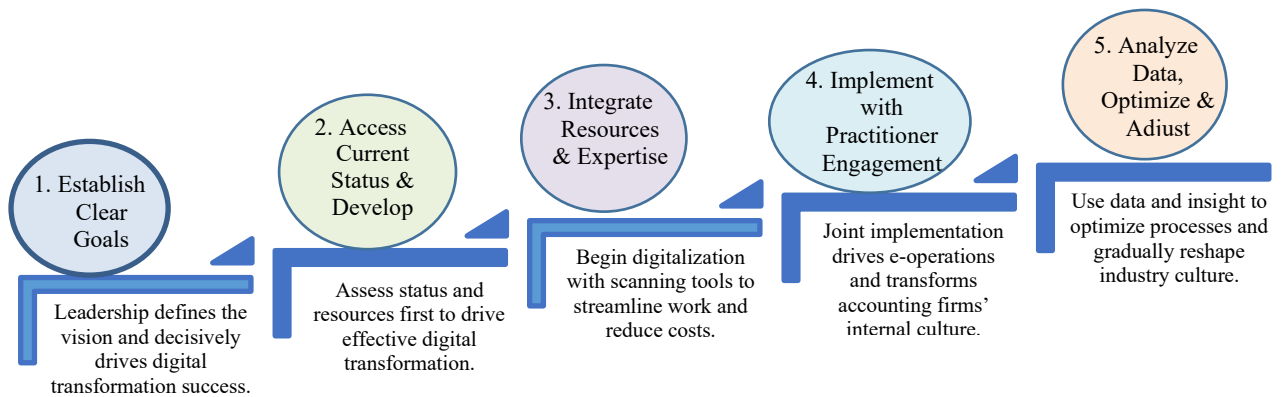 1. Establish
Clear
Goals
Leadership defines the
vision and decisively
drives digital
transformation success.
2. Access
Current
Status &
Develop
Assess status and
resources first to drive
effective digital
transformation.
3. Integrate
Resources
& Expertise
Begin digitalization
with scanning tools to
streamline work and
reduce costs.
4. Implement
with
Practitioner
Engagement
Joint implementation
drives e-operations
and transforms
accounting firms’
internal culture.
5. Analyze
Data,
Optimize &
Adiust
Use data and insight to
optimize processes and
gradually reshape
industry culture.